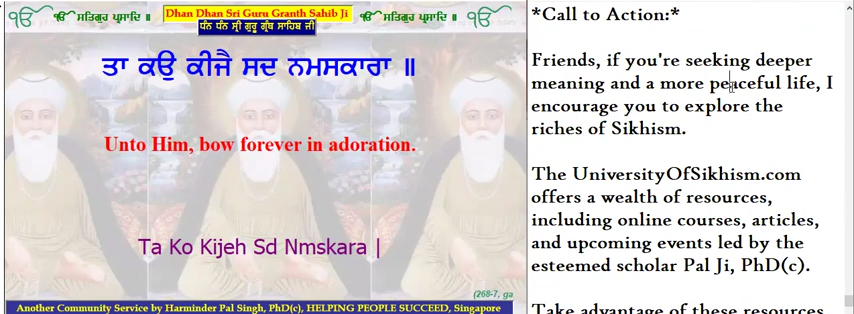 ੴ ਸਤਿਗੁਰ ਪ੍ਰਸਾਦਿ ॥
Dhan Dhan Sri Guru Granth Sahib Ji
ਧੰਨ ਧੰਨ ਸ੍ਰੀ ਗੁਰੂ ਗ੍ਰੰਥ ਸਾਹਿਬ ਜੀ
ੴ ਸਤਿਗੁਰ ਪ੍ਰਸਾਦਿ ॥ ੴ
ਤਾ ਕਉ ਕੀਜੈ ਸਦ ਨਮਸਕਾਰਾ ॥
Unto Him, bow forever in adoration.
Ta Ko Kijeh Sd Nmskara |
(268-7, ga
Another Community Service by Harminder Pal Singh, PhD(c), HELPING PEOPLE SUCCEED, Singapore
*Call to Action:*
Friends, if you're seeking deeper
meaning and a more peaceful life, I
encourage you to explore the
riches of Sikhism.
The UniversityOfSikhism.com
offers a wealth of resources,
including online courses, articles,
and upcoming events led by the
esteemed scholar Pal Ji, PhD(c).
Take advantage of these resources